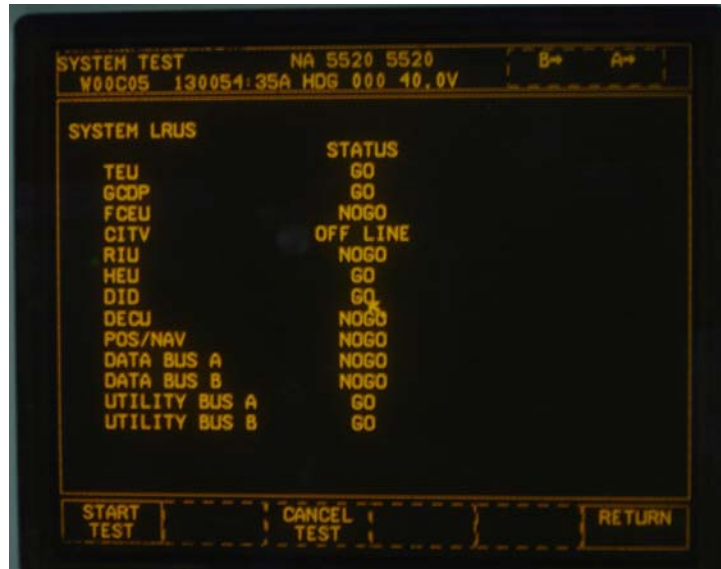 SYSTEM TEST NA 5520 5520 B→ A→
W00C05 130054:35A HDG 000 40.0V
SYSTEM LRUS
STATUS
TEU GO
GCDP GO
FCEU NOGO
CITV OFF LINE
RIU NOGO
HEU GO
DID GO
DECU NOGO
POS/NAV NOGO
DATA BUS A NOGO
DATA BUS B NOGO
UTILITY BUS A GO
UTILITY BUS B GO
START CANCEL RETURN
TEST TEST